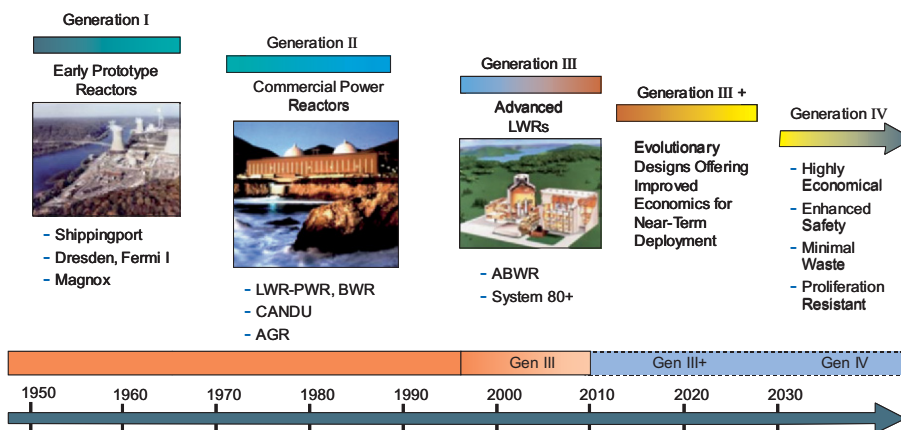 Generation I
Early Prototype
Reactors
- Shippingport
- Dresden, Fermi I
- Magnox
Generation II
Commercial Power
Reactors
- LWR-PWR, BWR
- CANDU
- AGR
Generation III
Advanced
LWRs
- ABWR
- System 80+
Generation III +
Evolutionary
Designs Offering
Improved
Economics for
Near-Term
Deployment
Generation IV
- Highly
Economical
- Enhanced
Safety
- Minimal
Waste
- Proliferation
Resistant
Gen III
Gen III+
Gen IV
1950
1960
1970
1980
1990
2000
2010
2020
2030